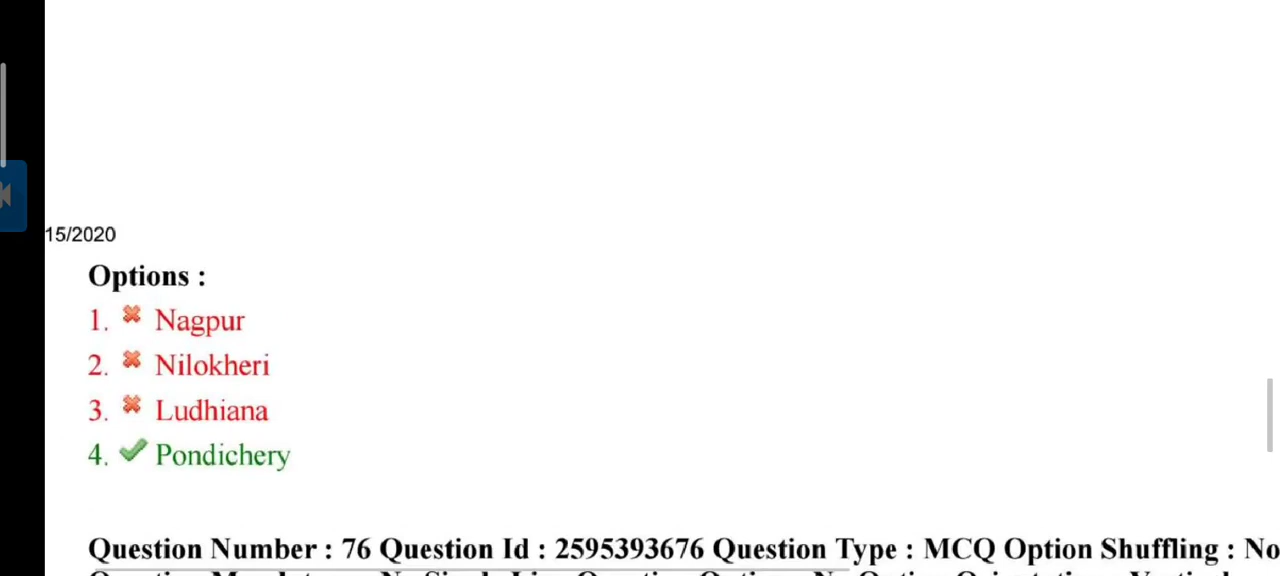 15/2020
Options :
1. Nagpur
2. Nilokheri
3. Ludhiana
4. Pondichery
Question Number : 76 Question Id : 2595393676 Question Type : MCQ Option Shuffling : No